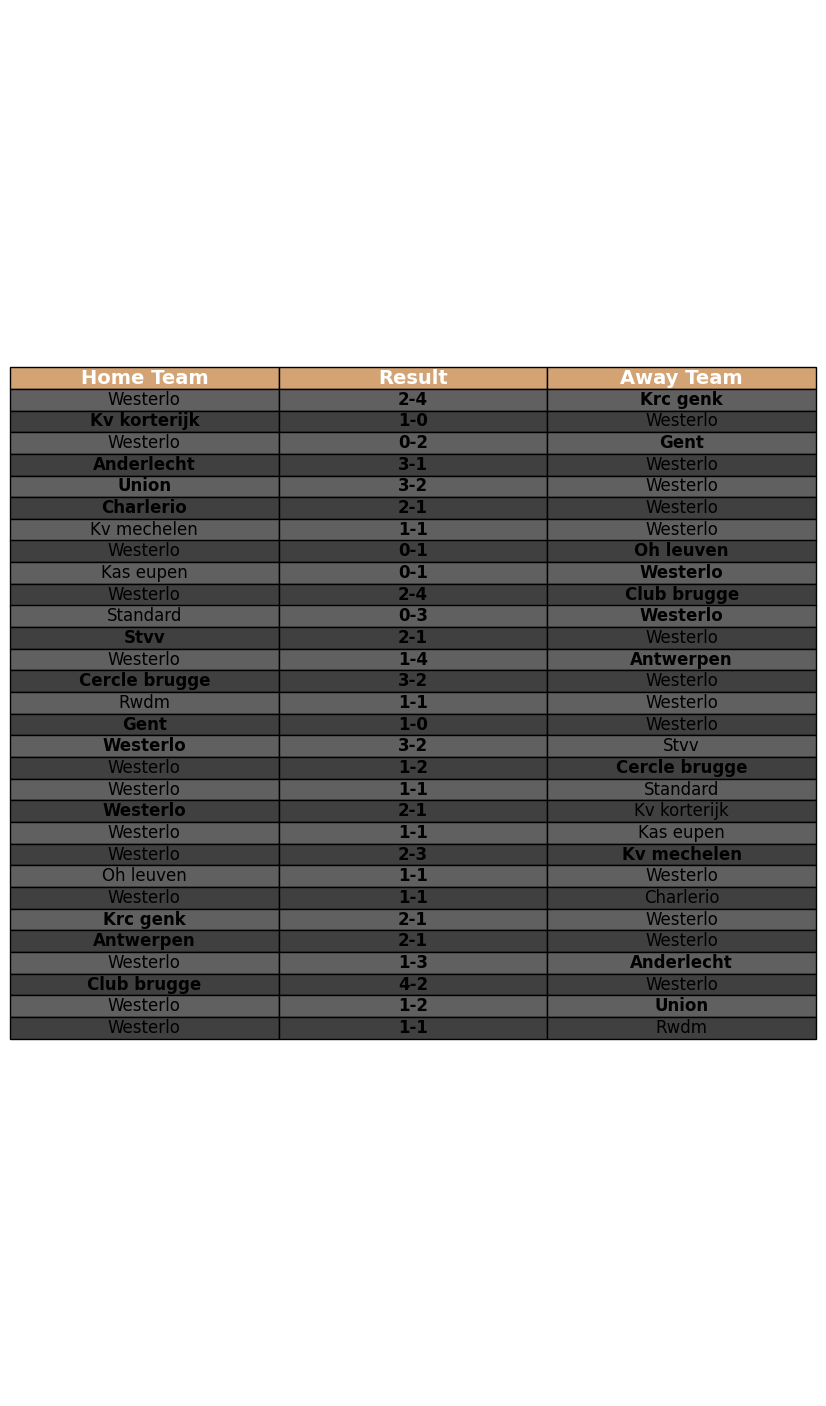 Home Team Result Away Team
Westerlo 2-4 Krc genk
Kv korterijk 1-0 Westerlo
Westerlo 0-2 Gent
Anderlecht 3-1 Westerlo
Union 3-2 Westerlo
Charlerio 2-1 Westerlo
Kv mechelen 1-1 Westerlo
Westerlo 0-1 Oh leuven
Kas eupen 0-1 Westerlo
Westerlo 2-4 Club brugge
Standard 0-3 Westerlo
Stvv 2-1 Westerlo
Westerlo 1-4 Antwerpen
Cercle brugge 3-2 Westerlo
Rwdm 1-1 Westerlo
Gent 1-0 Westerlo
Westerlo 3-2 Stvv
Westerlo 1-2 Cercle brugge
Westerlo 1-1 Standard
Westerlo 2-1 Kv korterijk
Westerlo 1-1 Kas eupen
Westerlo 2-3 Kv mechelen
Oh leuven 1-1 Westerlo
Westerlo 1-1 Charlerio
Krc genk 2-1 Westerlo
Antwerpen 2-1 Westerlo
Westerlo 1-3 Anderlecht
Club brugge 4-2 Westerlo
Westerlo 1-2 Union
Westerlo 1-1 Rwdm